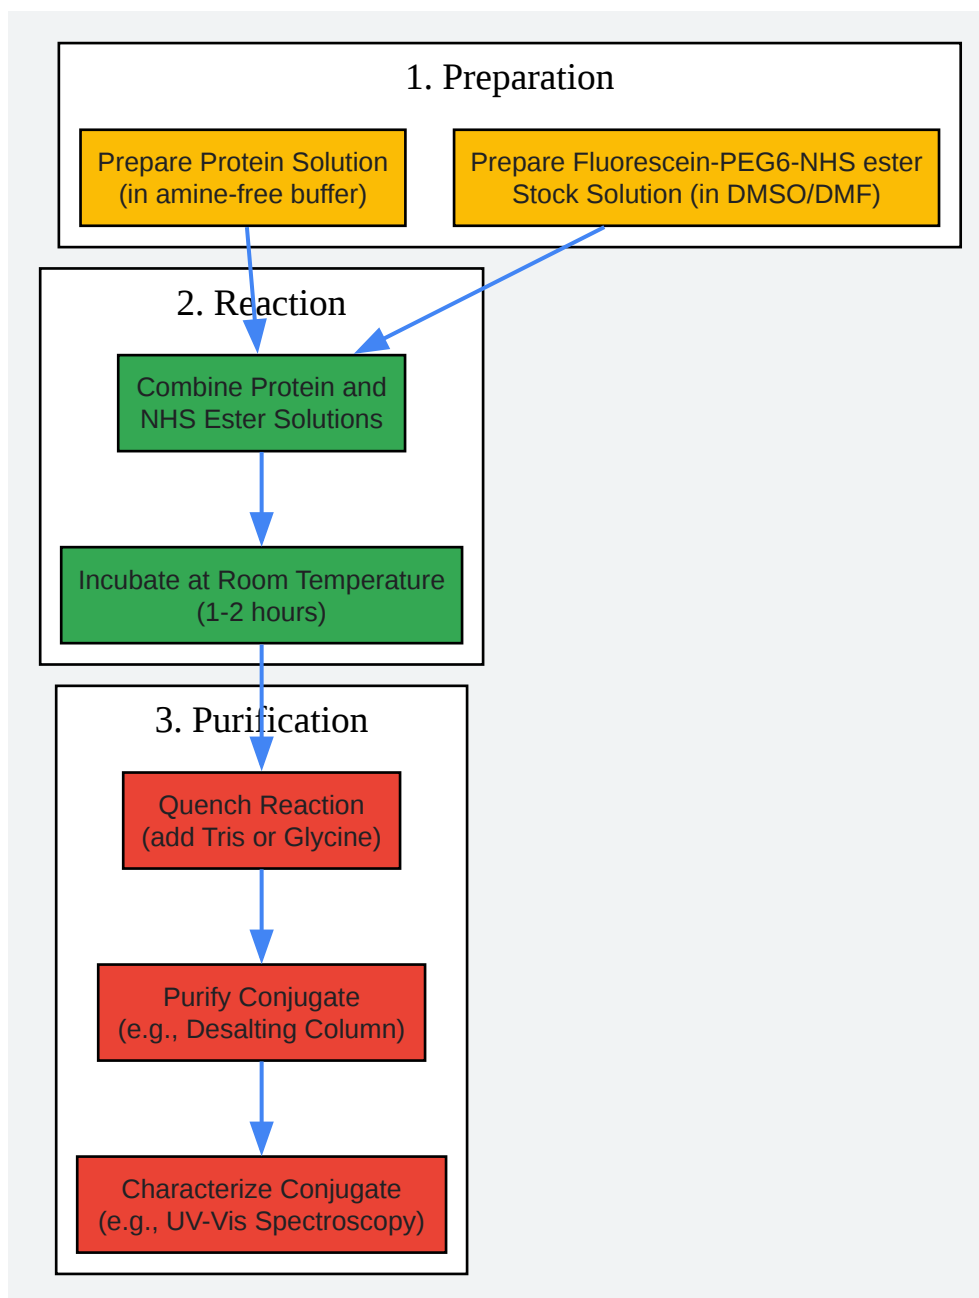 1. Preparation
Prepare Protein Solution
(in amine-free buffer)
Prepare Fluorescein-PEG6-NHS ester
Stock Solution (in DMSO/DMF)
2. Reaction
Combine Protein and
NHS Ester Solutions
Incubate at Room Temperature
(1-2 hours)
3. Purification
Quench Reaction
(add Tris or Glycine)
Purify Conjugate
(e.g., Desalting Column)
Characterize Conjugate
(e.g., UV-Vis Spectroscopy)